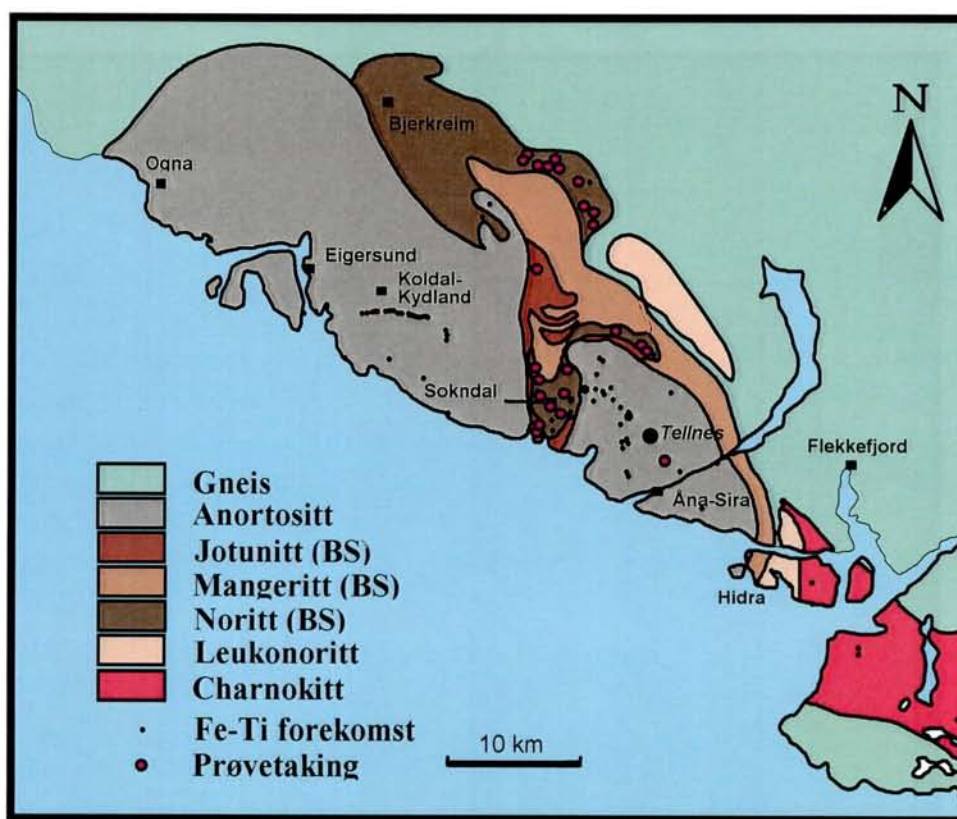 N
Bjerkreim
Ogna
Eigersund
Koldal-
Kydland
Sokndal
Tellnes
Flekkefjord
Åna-Sira
Hidra
Gneis
Anortositt
Jotunitt (BS)
Mangeritt (BS)
Noritt (BS)
Leukonoritt
Charnokitt
Fe-Ti forekomst
Prøvetaking
10 km